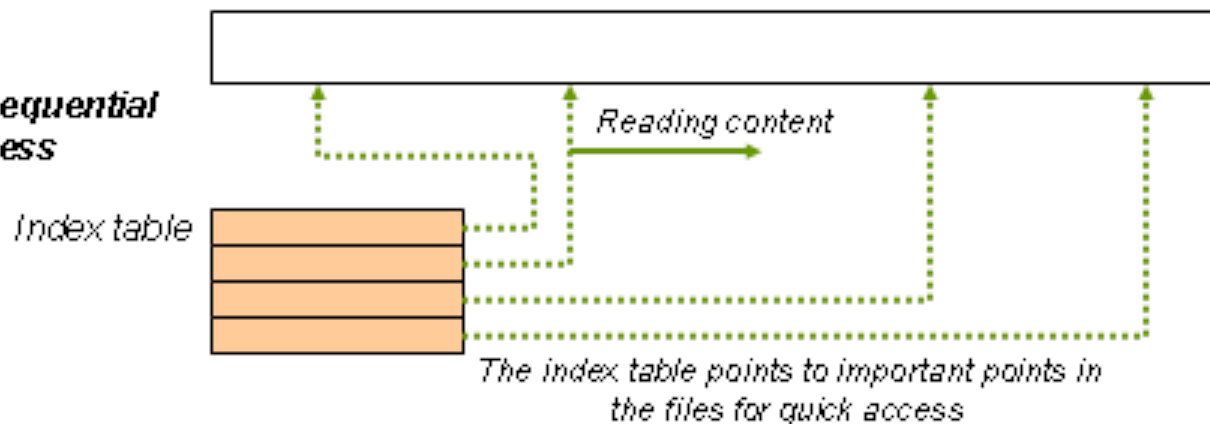 equential
ess
Reading content
Index table
The index table points to important points in
the files for quick access